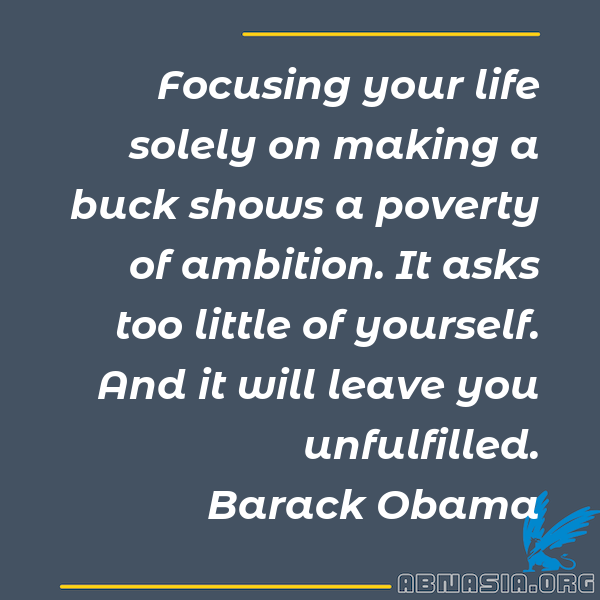 Focusing your life
solely on making a
buck shows a poverty
of ambition. It asks
too little of yourself.
And it will leave you
unfulfilled.
Barack Obama
ABNASIA.ORG